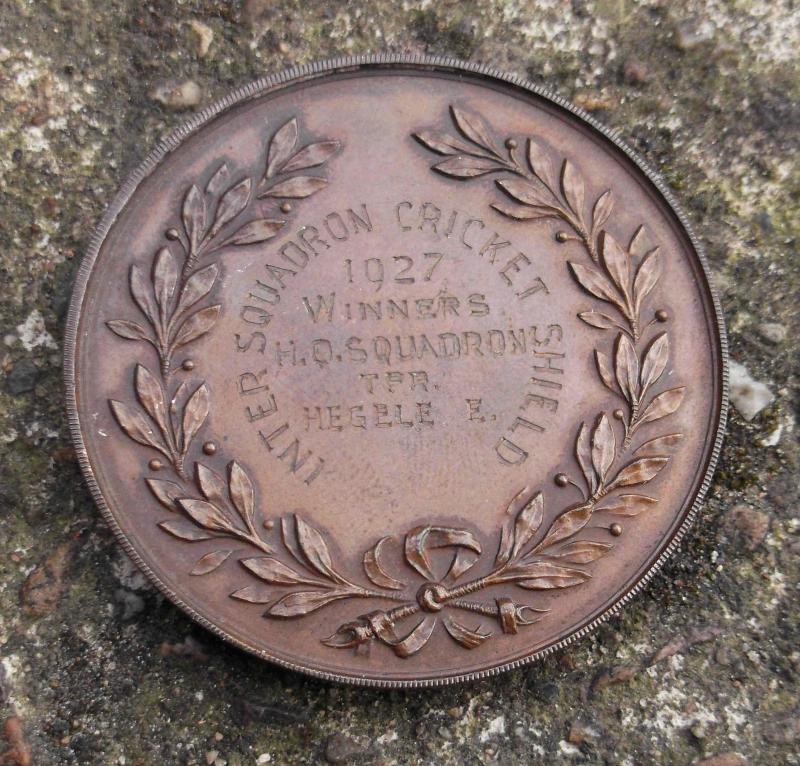 INTER SQUADRON CRICKET SHIELD
1927
WINNERS
H.Q. SQUADRON
TPR.
HEGELE E.